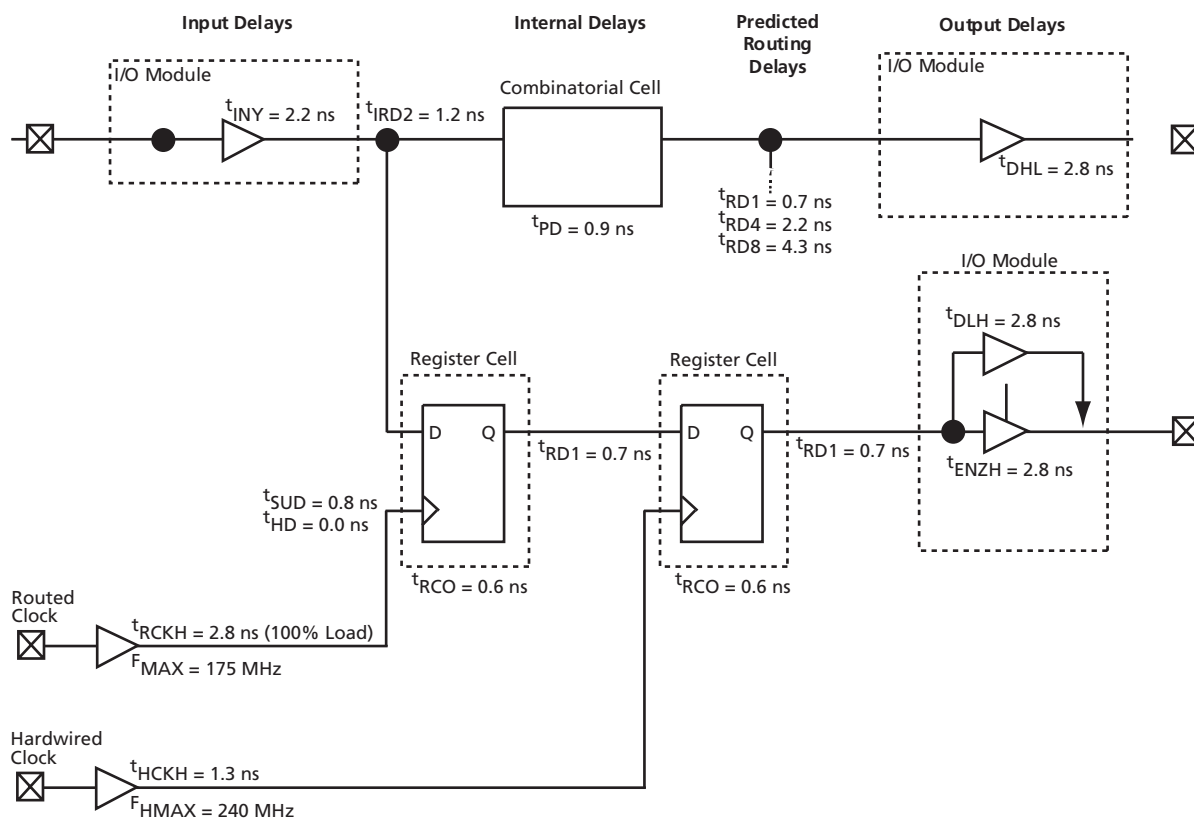 Input Delays
Internal Delays
Predicted
Routing
Delays
Output Delays
I/O Module
tINY = 2.2 ns
tIRD2 = 1.2 ns
Combinatorial Cell
tPD = 0.9 ns
tRD1 = 0.7 ns
tRD4 = 2.2 ns
tRD8 = 4.3 ns
I/O Module
tDHL = 2.8 ns
I/O Module
tDLH = 2.8 ns
tENZH = 2.8 ns
Register Cell
D Q
tRD1 = 0.7 ns
Register Cell
D Q
tRD1 = 0.7 ns
tSUD = 0.8 ns
tHD = 0.0 ns
tRCO = 0.6 ns
tRCO = 0.6 ns
Routed
Clock
tRCKH = 2.8 ns (100% Load)
FMAX = 175 MHz
Hardwired
Clock
tHCKH = 1.3 ns
FHMAX = 240 MHz